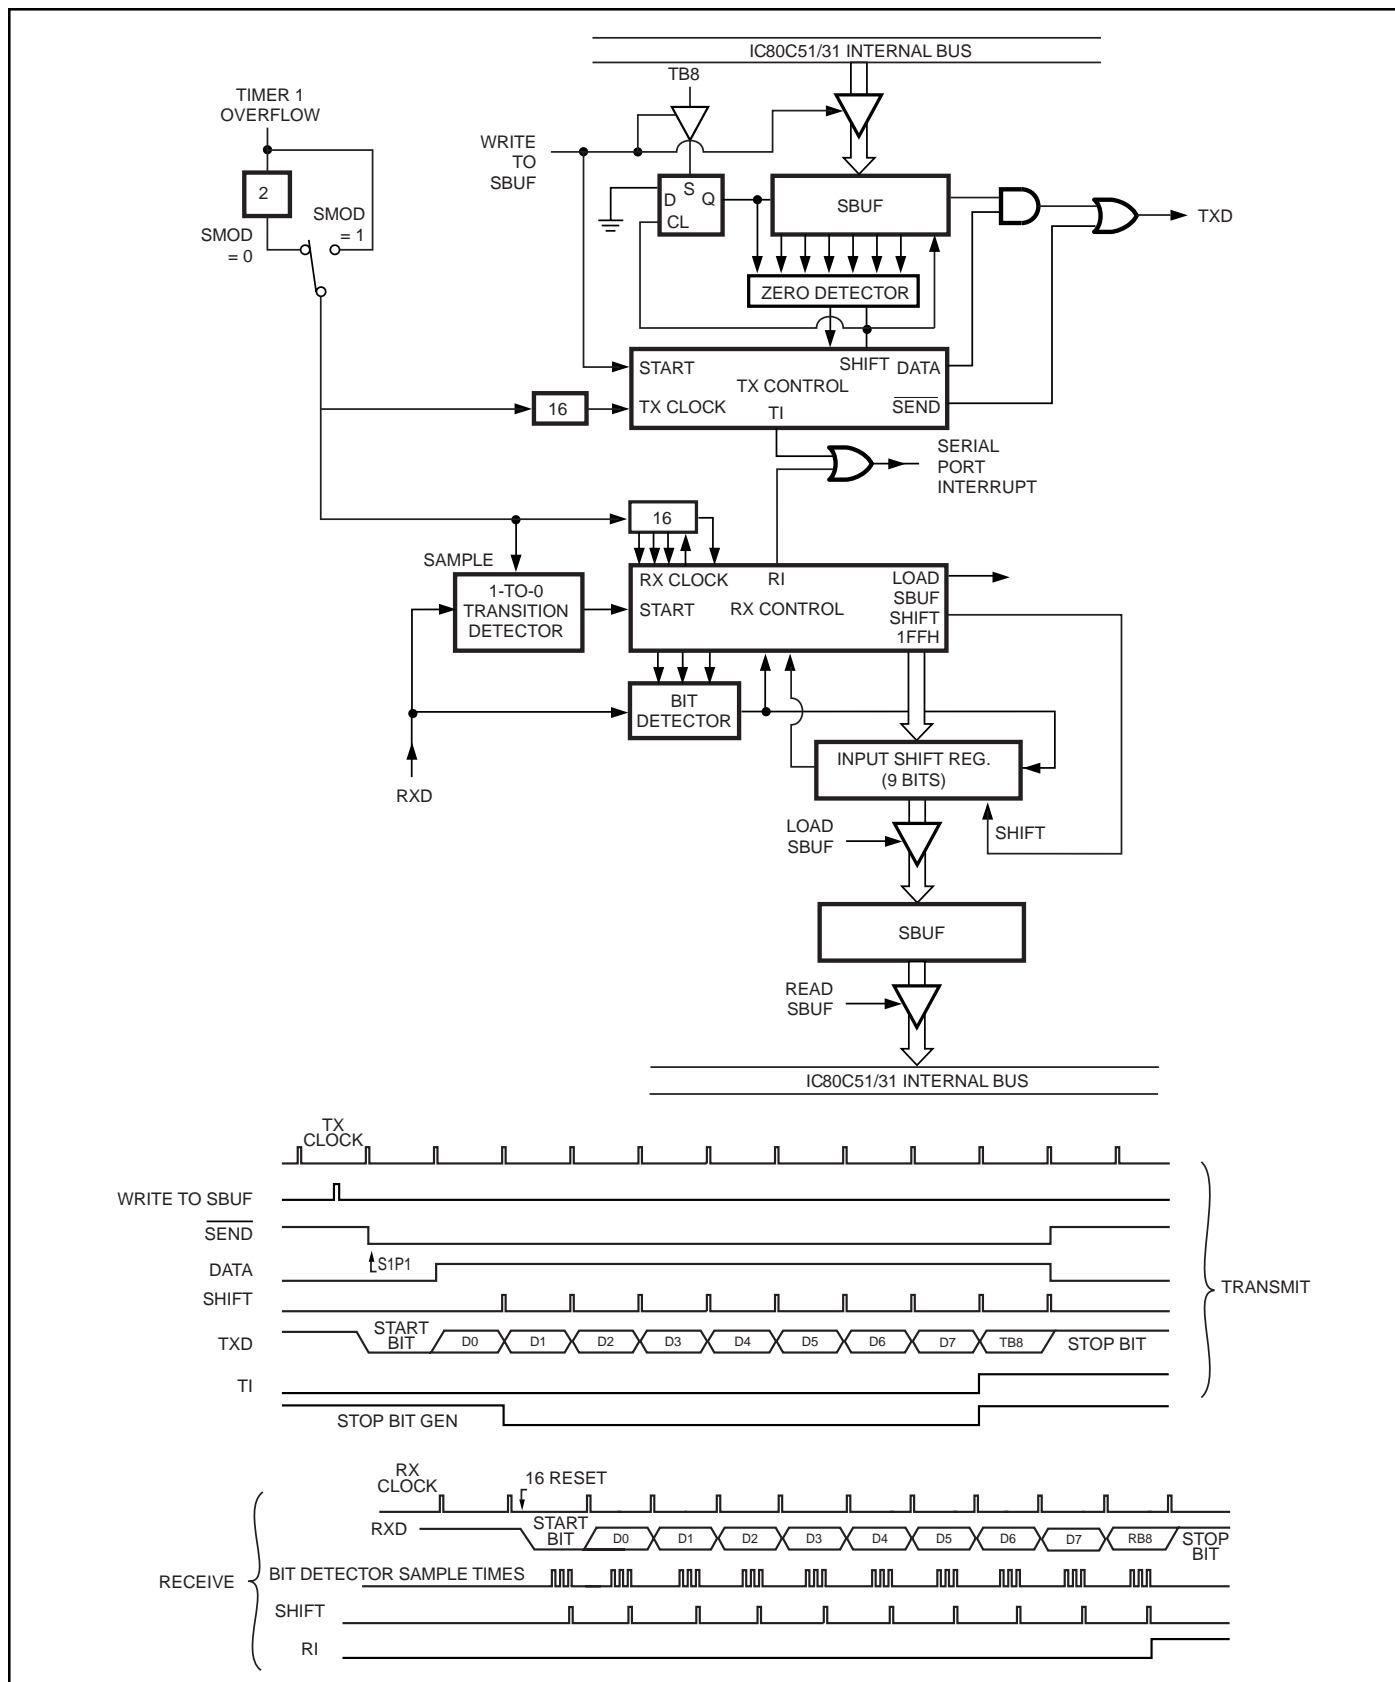 IC80C51/31 INTERNAL BUS
TB8
TIMER 1
OVERFLOW
WRITE
TO
SBUF
2
SMOD
= 1
SMOD
= 0
S
D
Q
CL
SBUF
TXD
ZERO DETECTOR
START
SHIFT
DATA
TX CONTROL
16
TX CLOCK
TI
SEND
SERIAL
PORT
INTERRUPT
16
SAMPLE
1-TO-0
TRANSITION
DETECTOR
RX CLOCK
RI
LOAD
SBUF
START
RX CONTROL
SHIFT
1FFH
BIT
DETECTOR
INPUT SHIFT REG.
(9 BITS)
RXD
LOAD
SBUF
SHIFT
SBUF
READ
SBUF
IC80C51/31 INTERNAL BUS
TX
CLOCK
WRITE TO SBUF
SEND
S1P1
DATA
SHIFT
TRANSMIT
TXD
START
BIT
D0 D1 D2 D3 D4 D5 D6 D7 TB8 STOP BIT
TI
STOP BIT GEN
RX
CLOCK
16 RESET
RXD
START
BIT
D0 D1 D2 D3 D4 D5 D6 D7 RB8 STOP
BIT
RECEIVE
BIT DETECTOR SAMPLE TIMES
SHIFT
RI